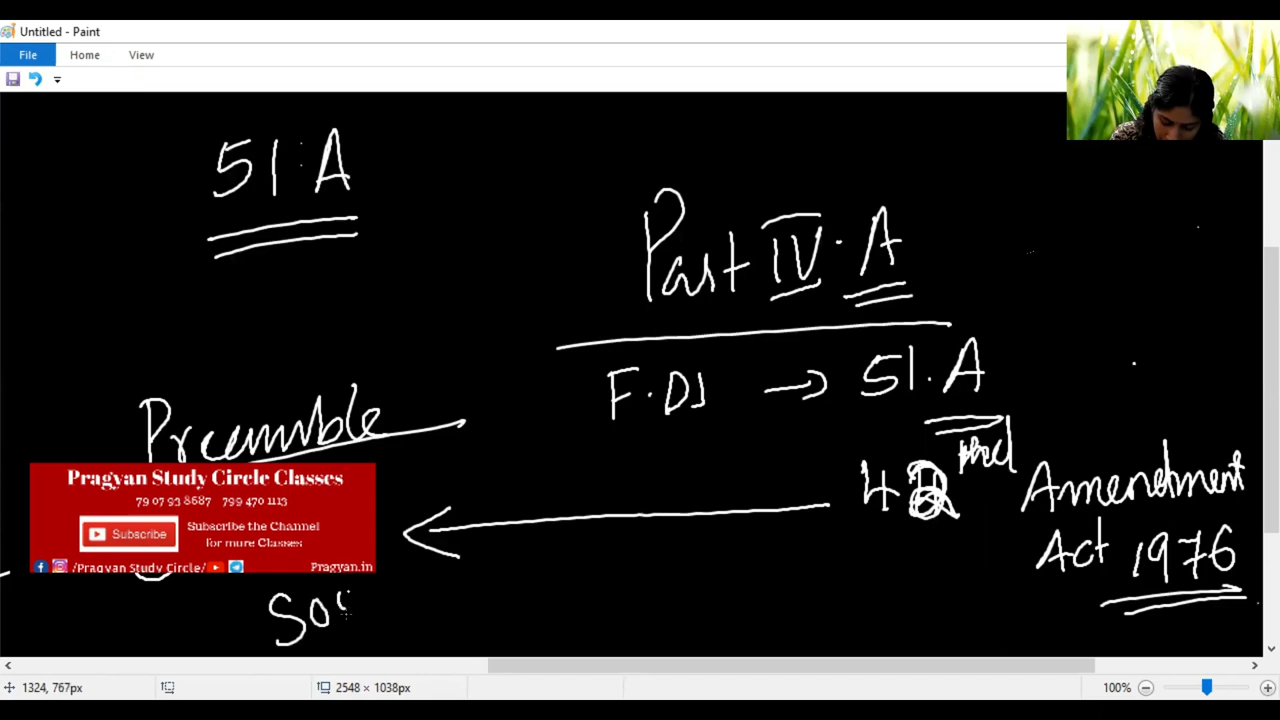 Untitled - Paint
File Home View
51.A
Part IV.A
F.Ds → 51.A
Preamble
42nd Amendment
Act 1976
Pragyan Study Circle Classes
79 07 93 8687 799 470 1113
Subscribe
Subscribe the Channel
for more Classes
/Pragyan Study Circle/
Pragyan.in
So
1324, 767px
2548 × 1038px
100%